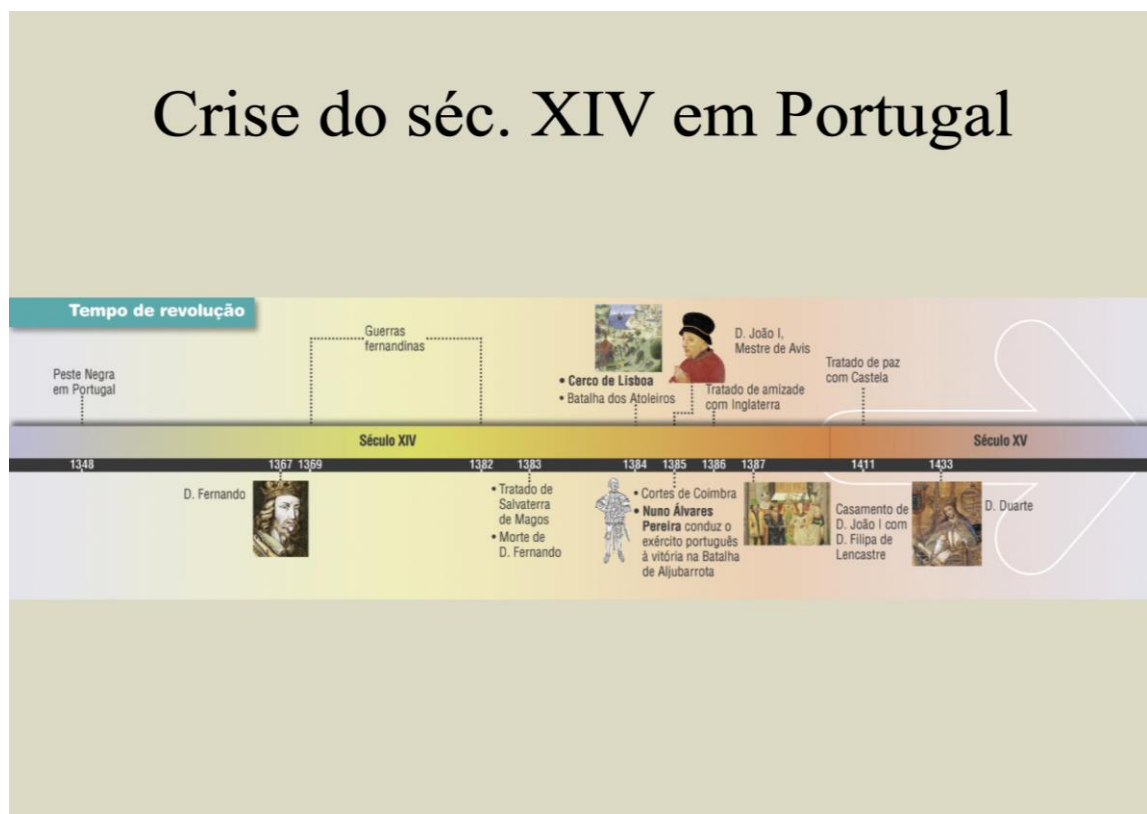 Crise do séc. XIV em Portugal
Tempo de revolução
Peste Negra
em Portugal
Guerras
fernandinas
• Cerco de Lisboa
• Batalha dos Atoleiros
D. João I,
Mestre de Avis
Tratado de amizade
com Inglaterra
Tratado de paz
com Castela
Século XIV
Século XV
1348
1367
1369
1382
1383
1384
1385
1386
1387
1411
1433
D. Fernando
• Tratado de
Salvaterra
de Magos
• Morte de
D. Fernando
• Cortes de Coimbra
• Nuno Álvares
Pereira conduz o
exército português
à vitória na Batalha
de Aljubarrota
Casamento de
D. João I com
D. Filipa de
Lencastre
D. Duarte